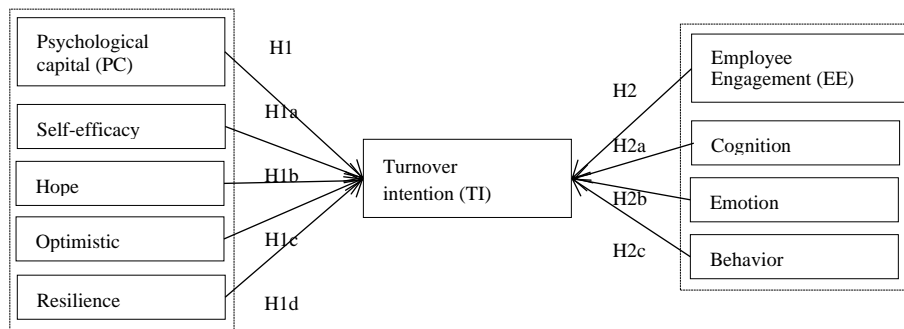 Psychological
capital (PC)
Self-efficacy
Hope
Optimistic
Resilience
H1
H1a
H1b
H1c
H1d
Turnover
intention (TI)
H2
H2a
H2b
H2c
Employee
Engagement (EE)
Cognition
Emotion
Behavior